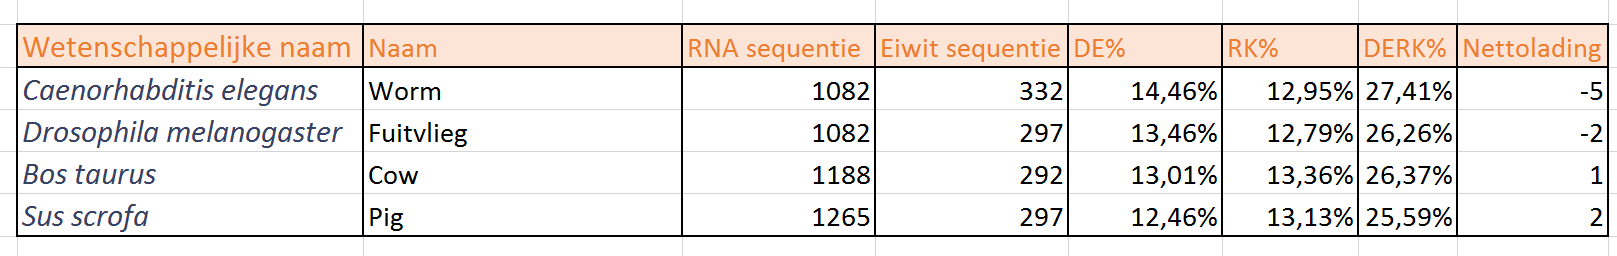 Wetenschappelijke naam Naam RNA sequentie Eiwit sequentie DE% RK% DERK% Nettolading
Caenorhabditis elegans Worm 1082 332 14,46% 12,95% 27,41% -5
Drosophila melanogaster Fuitvlieg 1082 297 13,46% 12,79% 26,26% -2
Bos taurus Cow 1188 292 13,01% 13,36% 26,37% 1
Sus scrofa Pig 1265 297 12,46% 13,13% 25,59% 2